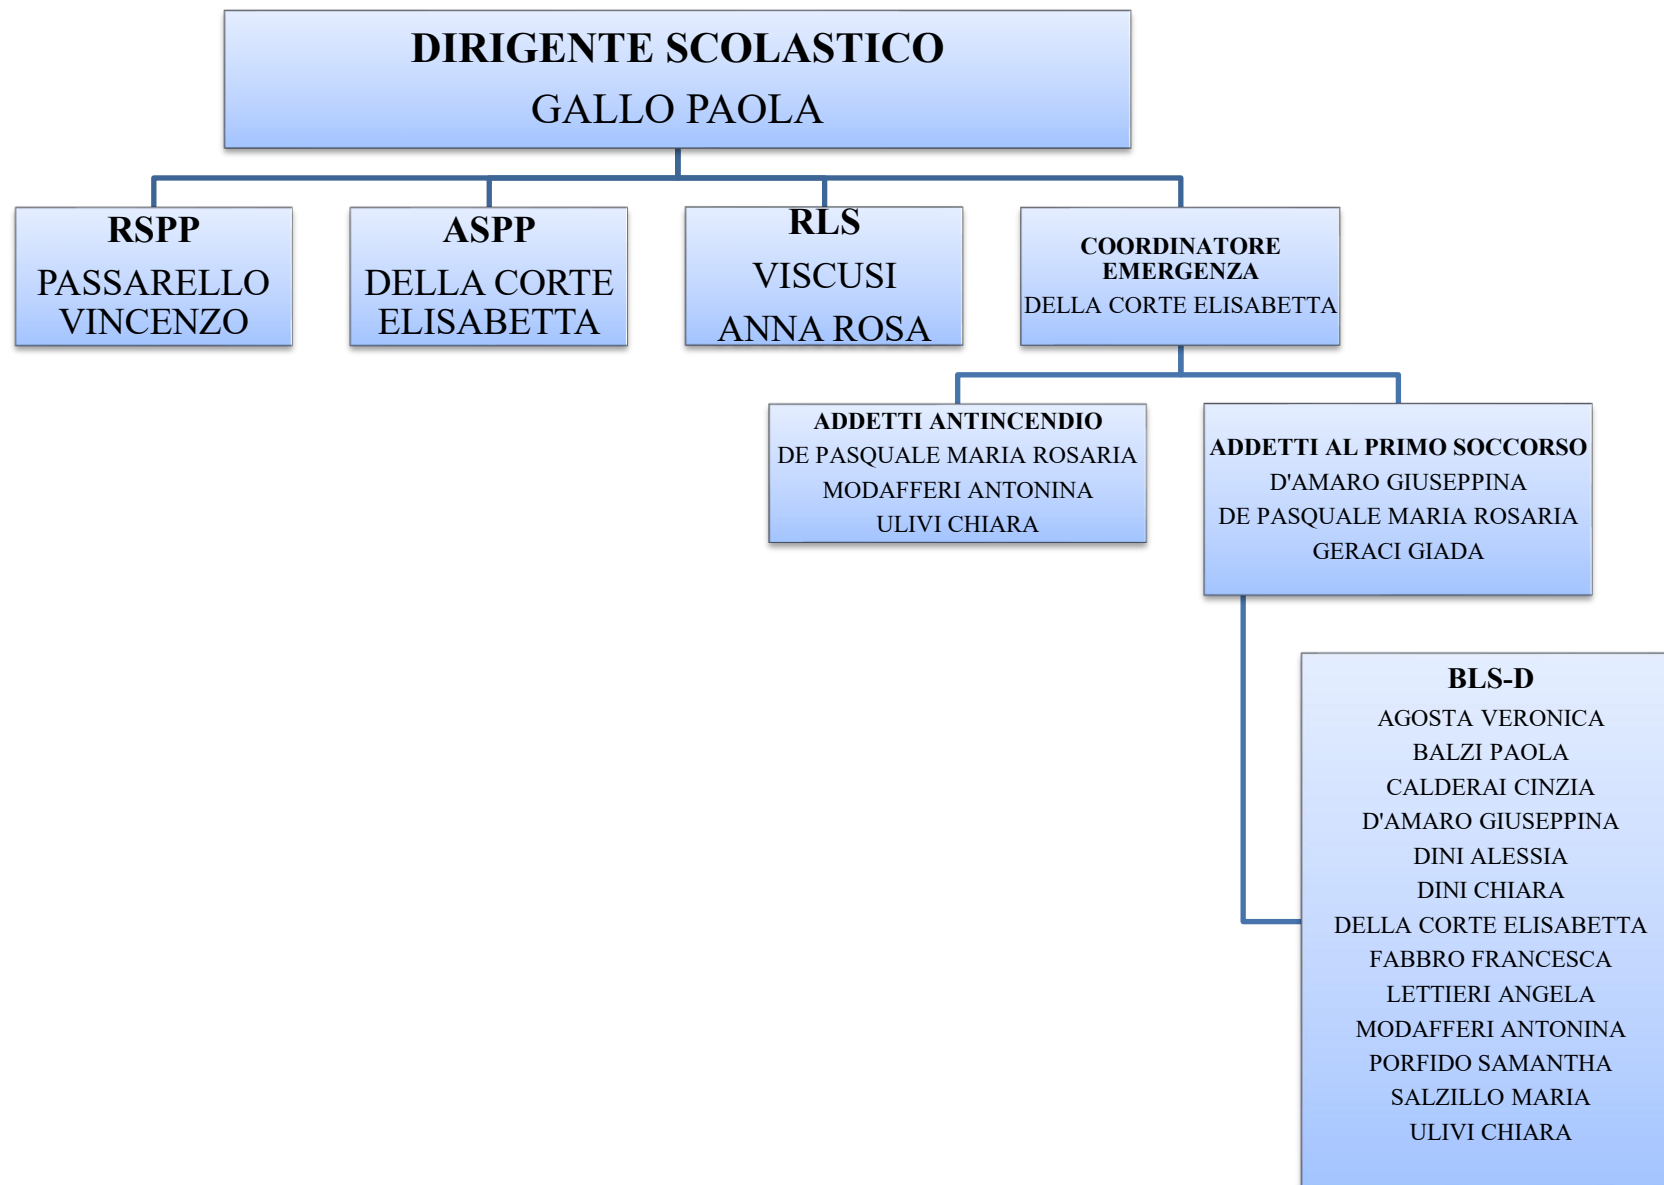 DIRIGENTE SCOLASTICO
GALLO PAOLA
RSPP
PASSARELLO
VINCENZO
ASPP
DELLA CORTE
ELISABETTA
RLS
VISCUSI
ANNA ROSA
COORDINATORE
EMERGENZA
DELLA CORTE ELISABETTA
ADDETTI ANTINCENDIO
DE PASQUALE MARIA ROSARIA
MODAFFERI ANTONINA
ULIVI CHIARA
ADDETTI AL PRIMO SOCCORSO
D'AMARO GIUSEPPINA
DE PASQUALE MARIA ROSARIA
GERACI GIADA
BLS-D
AGOSTA VERONICA
BALZI PAOLA
CALDERAI CINZIA
D'AMARO GIUSEPPINA
DINI ALESSIA
DINI CHIARA
DELLA CORTE ELISABETTA
FABBRO FRANCESCA
LETTIERI ANGELA
MODAFFERI ANTONINA
PORFIDO SAMANTHA
SALZILLO MARIA
ULIVI CHIARA